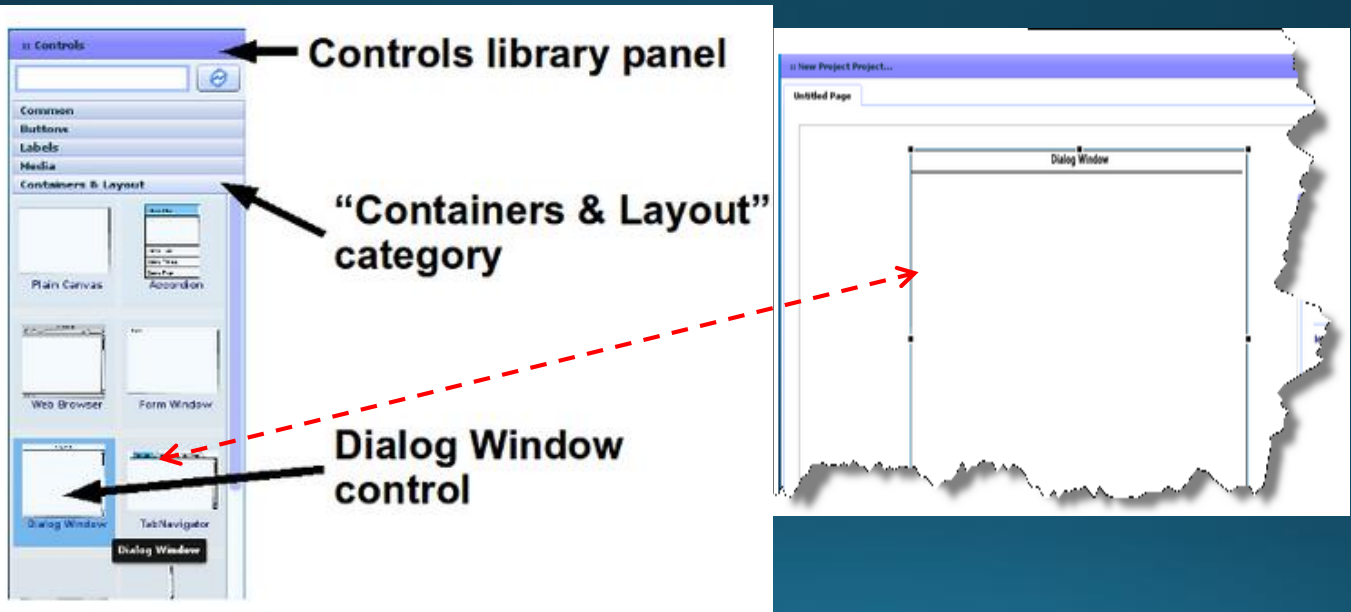 :: Controls
Controls library panel
Common
Buttons
Labels
Media
Containers & Layout
“Containers & Layout”
category
Plain Canvas
Accordion
Web Browser
Form Window
Dialog Window
control
Dialog Window
TabNavigator
Dialog Window
:: New Project Project...
Untitled Page
Dialog Window